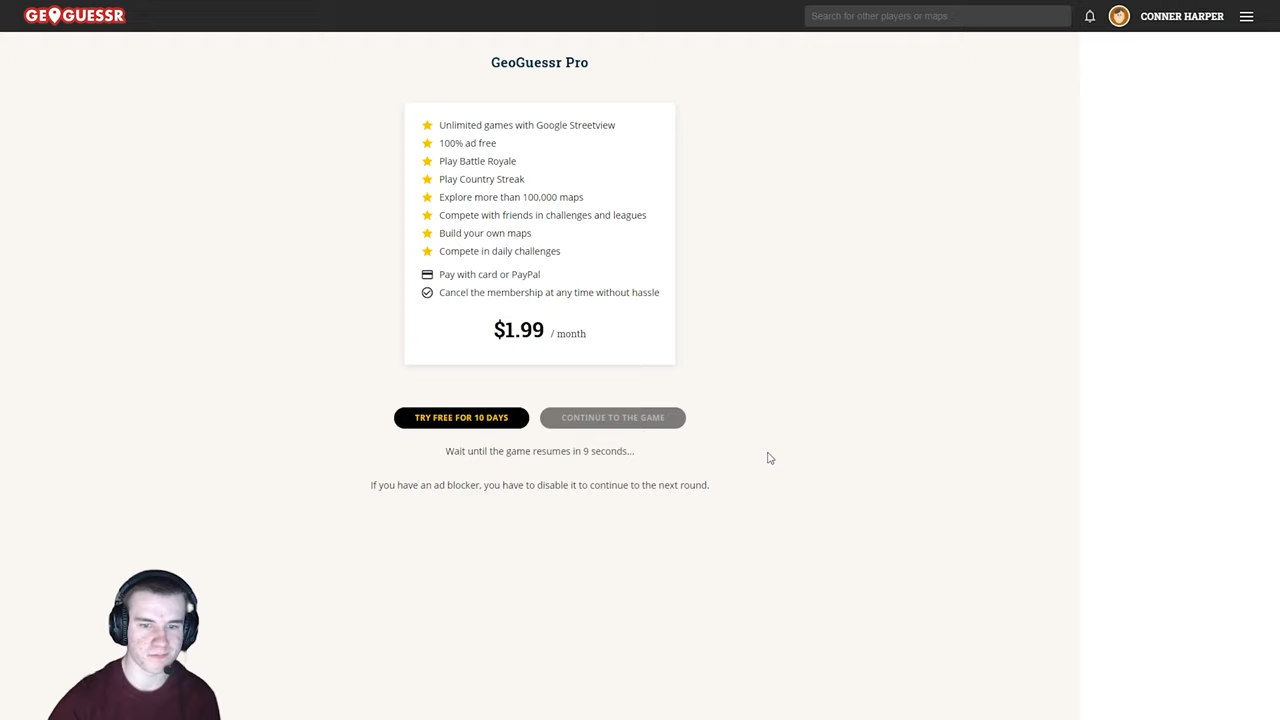 GEOGUESSR
Search for other players or maps
CONNER HARPER
GeoGuessr Pro
Unlimited games with Google Streetview
100% ad free
Play Battle Royale
Play Country Streak
Explore more than 100,000 maps
Compete with friends in challenges and leagues
Build your own maps
Compete in daily challenges
Pay with card or PayPal
Cancel the membership at any time without hassle
$1.99 / month
TRY FREE FOR 10 DAYS
CONTINUE TO THE GAME
Wait until the game resumes in 9 seconds...
If you have an ad blocker, you have to disable it to continue to the next round.